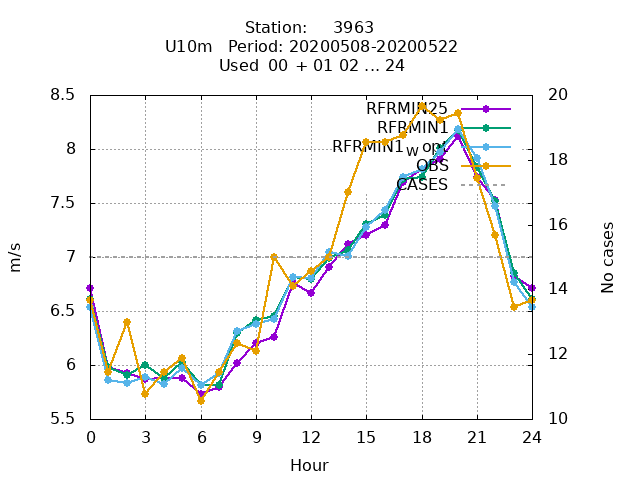 Station: 3963
U10m Period: 20200508-20200522
Used 00 + 01 02 ... 24
8.5
8
7.5
7
6.5
6
5.5
m/s
20
18
16
14
12
10
No cases
RFRMIN25
RFRMIN1
RFRMIN1w op
OBS
CASES
0 3 6 9 12 15 18 21 24
Hour